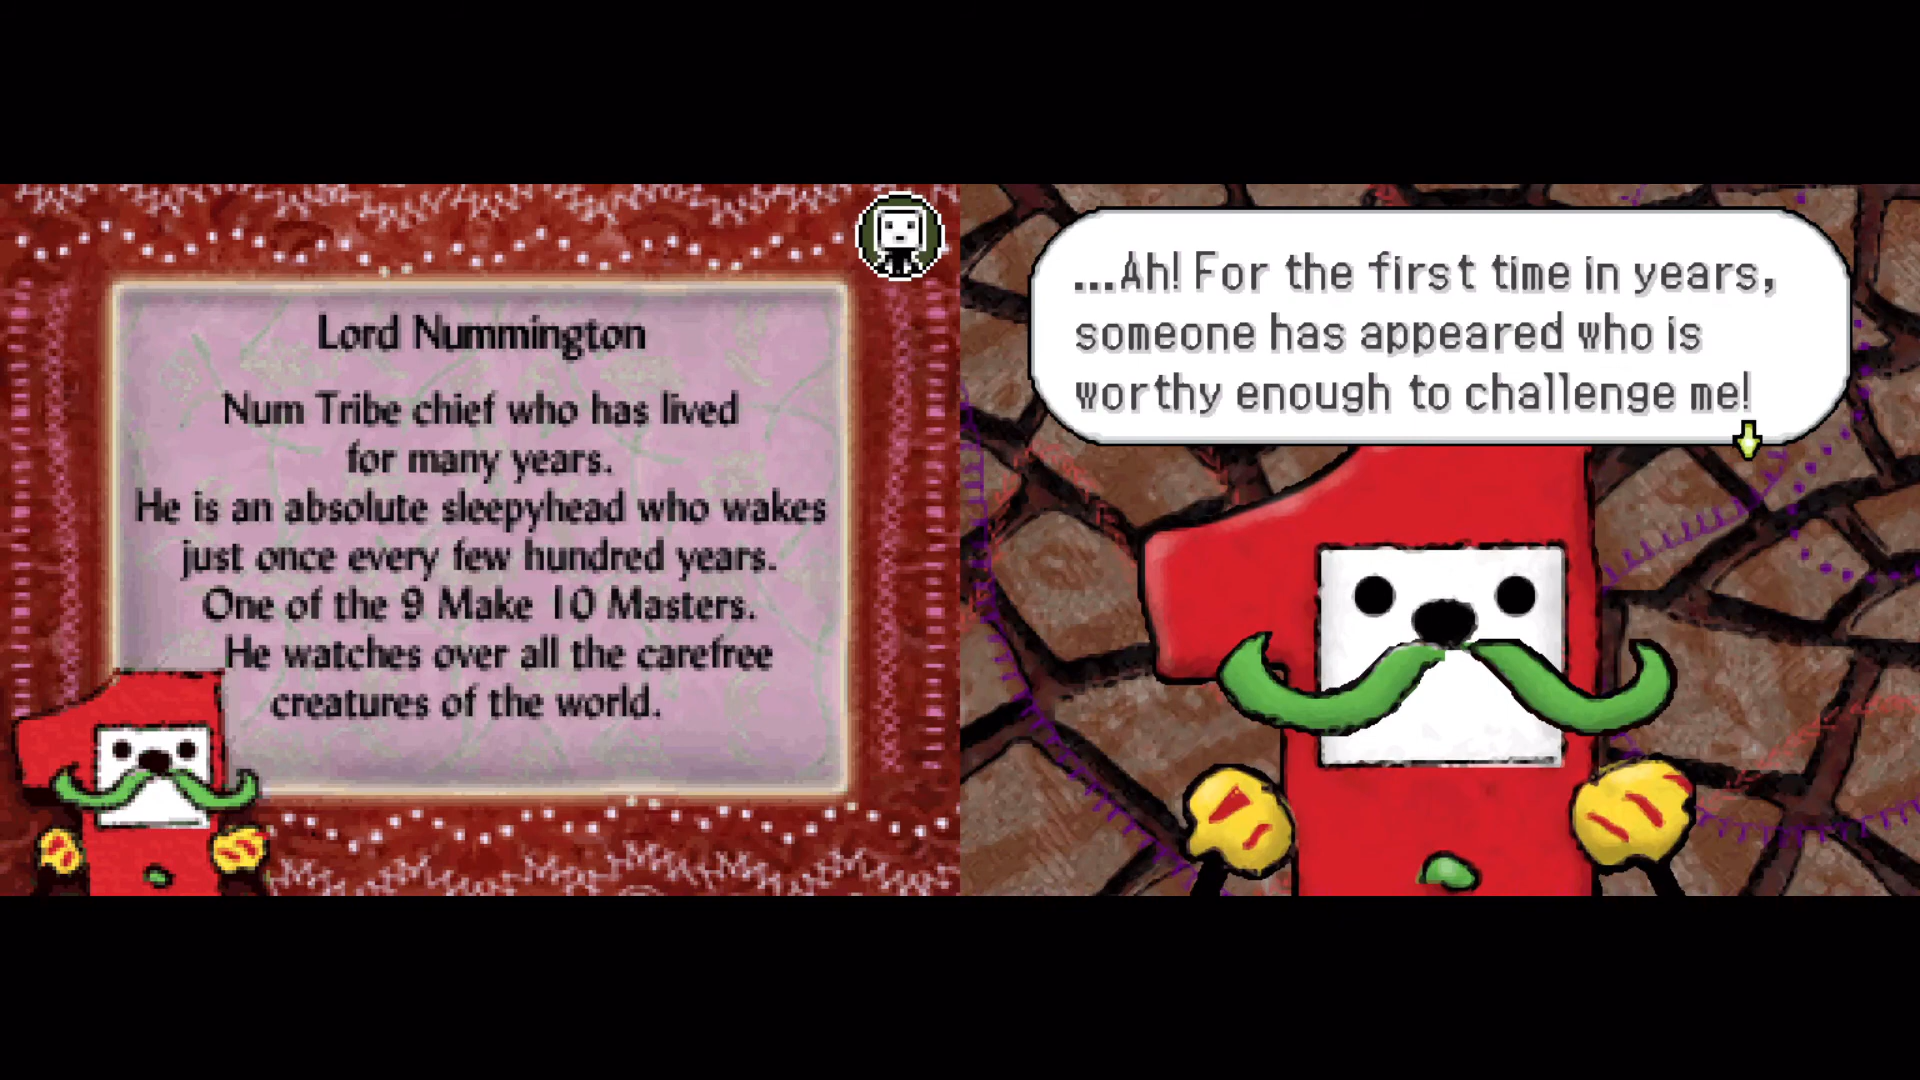 Lord Nummington
Num Tribe chief who has lived
for many years.
He is an absolute sleepyhead who wakes
just once every few hundred years.
One of the 9 Make 10 Masters.
He watches over all the carefree
creatures of the world.
...Ah! For the first time in years,
someone has appeared who is
worthy enough to challenge me!